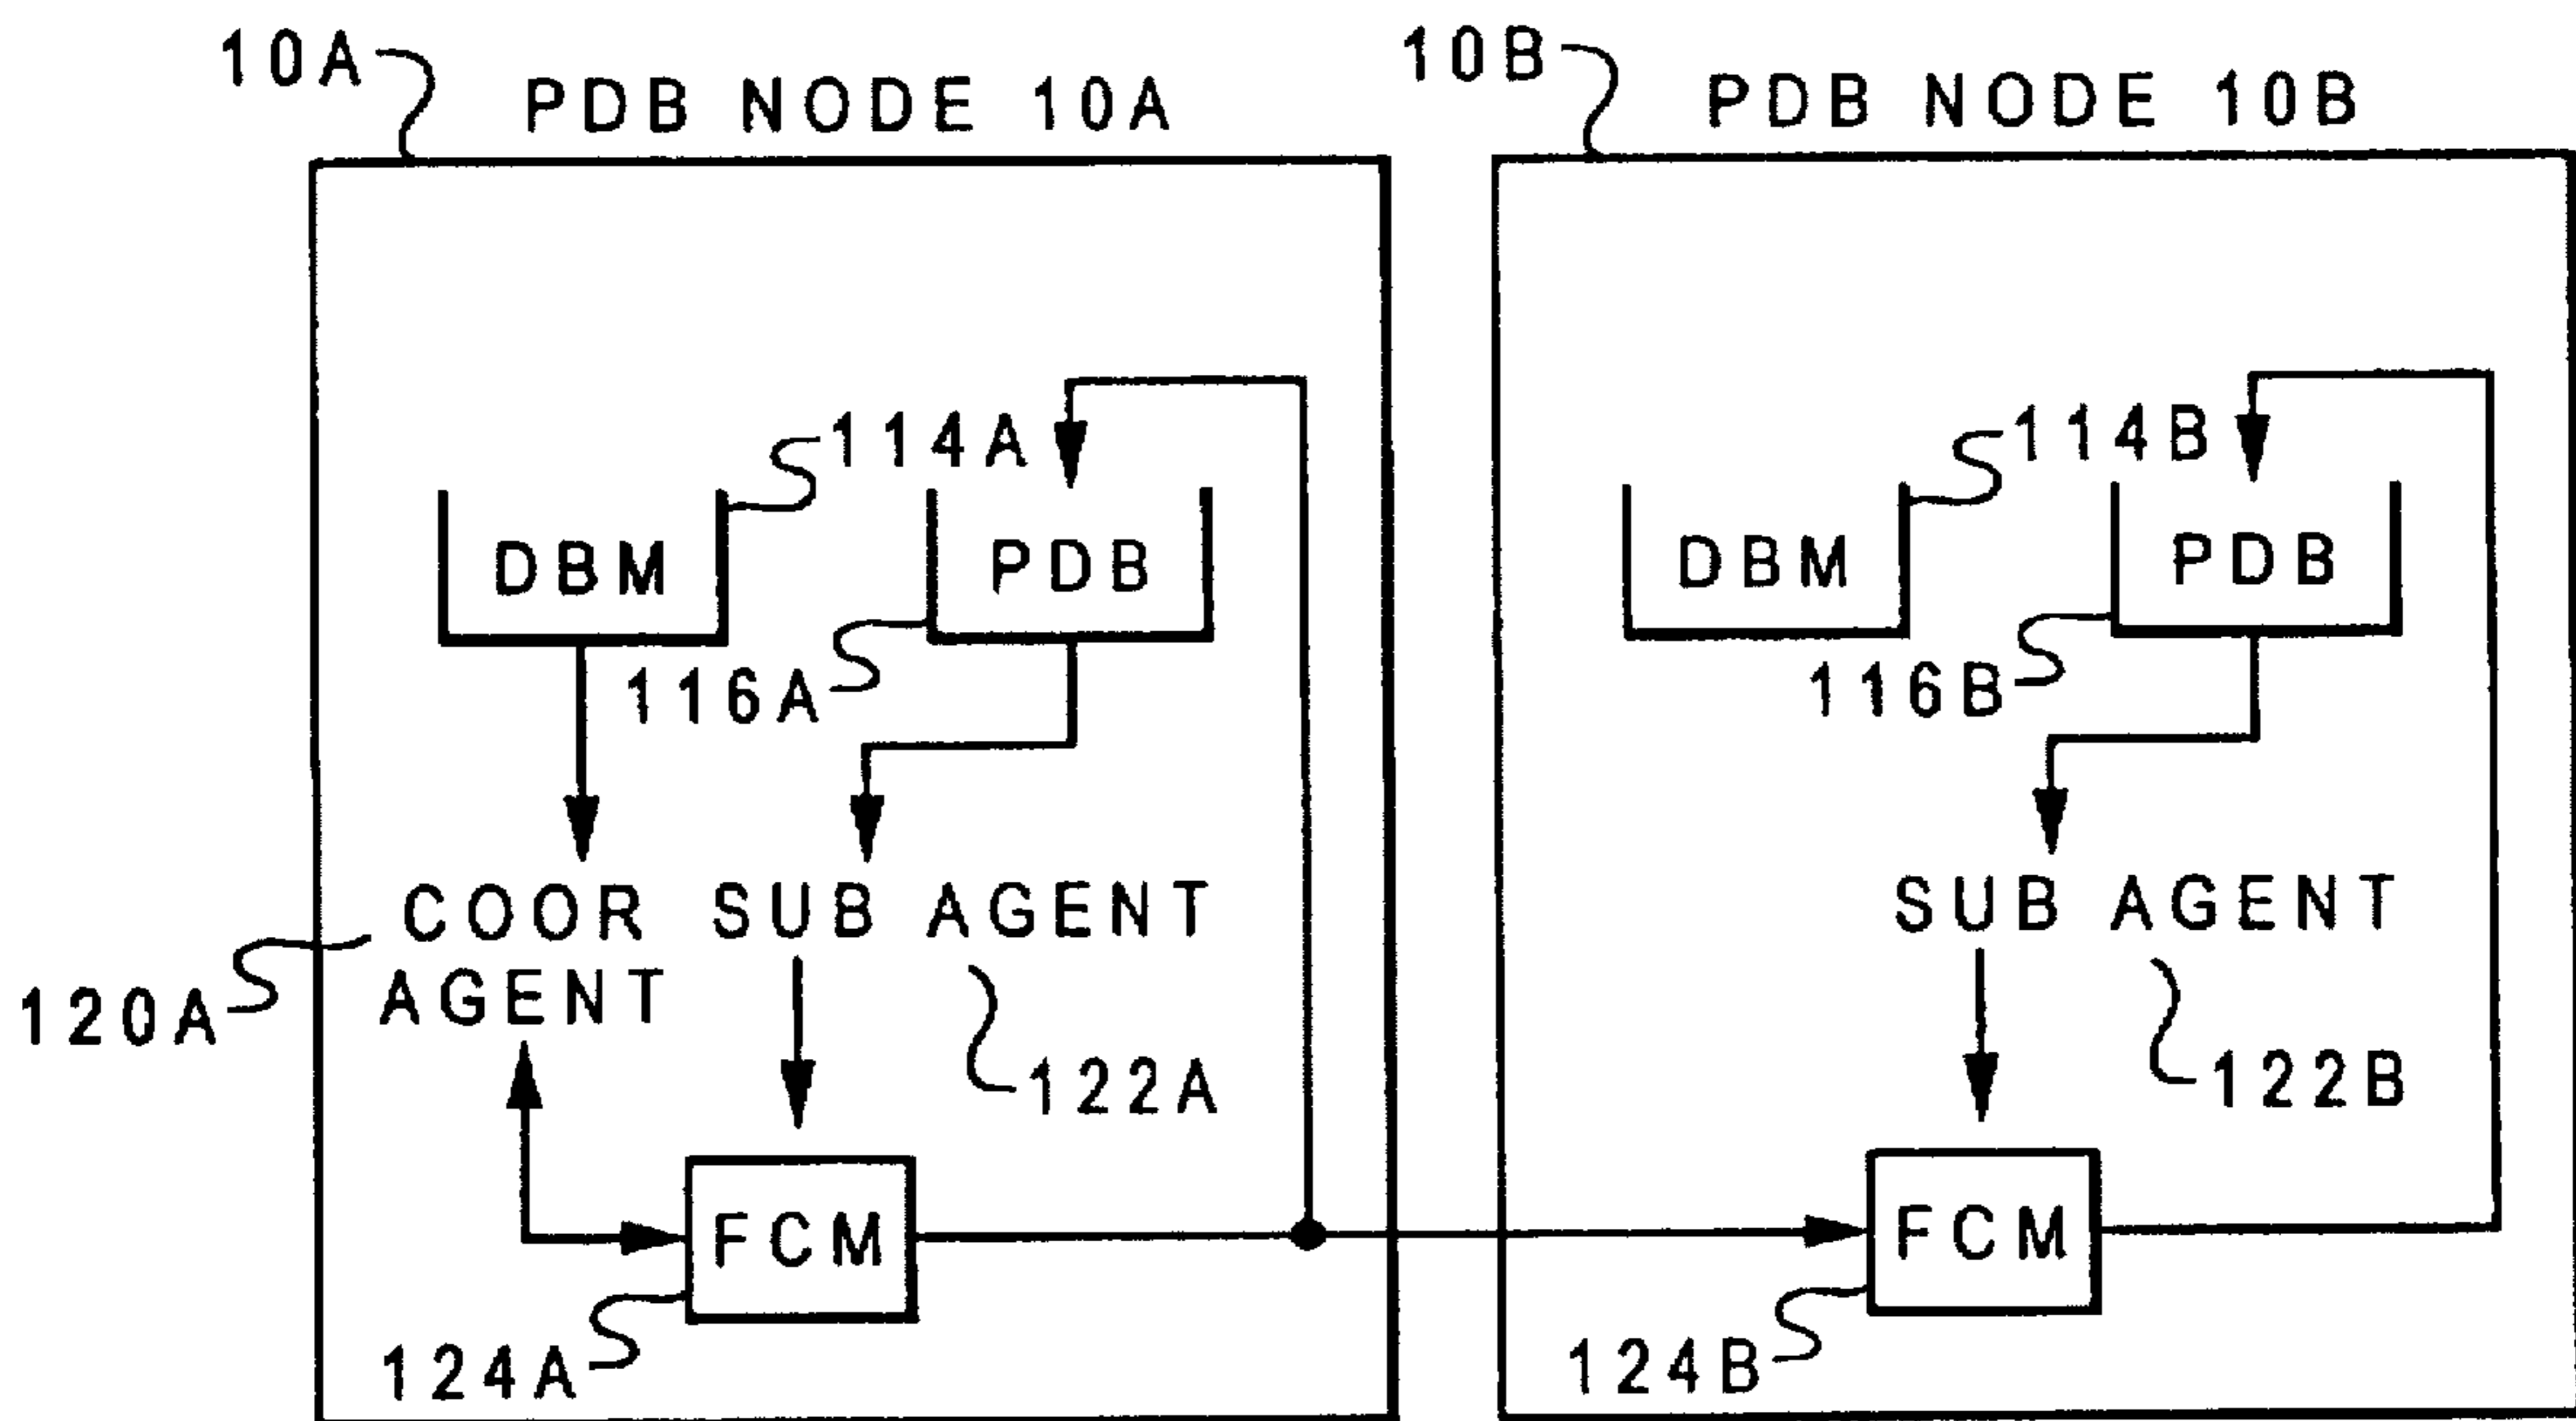 10A
PDB NODE 10A
114A
DBM
PDB
116A
COOR
AGENT
SUB AGENT
120A
122A
FCM
124A
10B
PDB NODE 10B
114B
DBM
PDB
116B
SUB AGENT
122B
FCM
124B